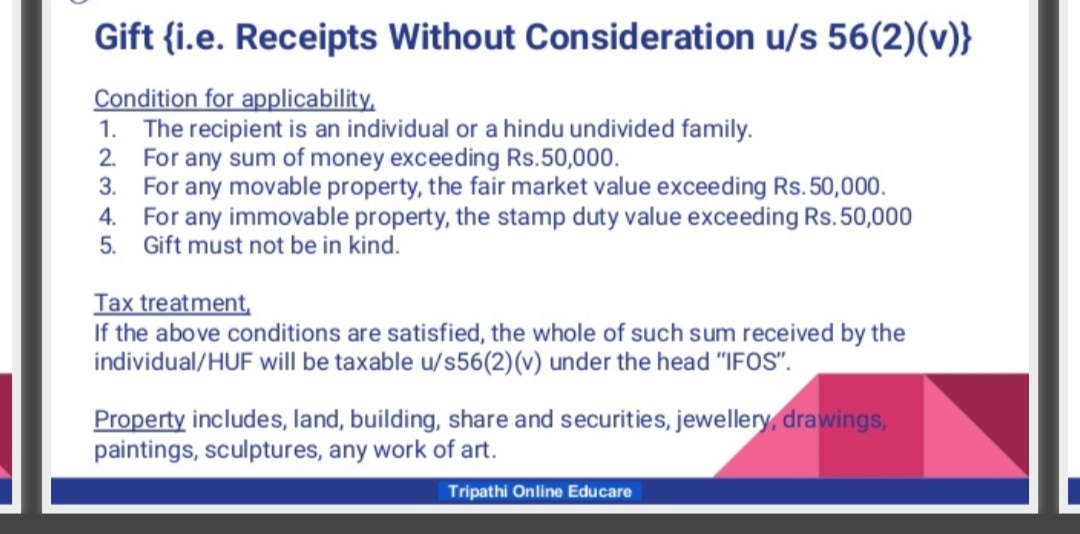 Gift {i.e. Receipts Without Consideration u/s 56(2)(v)}
Condition for applicability,
1. The recipient is an individual or a hindu undivided family.
2. For any sum of money exceeding Rs.50,000.
3. For any movable property, the fair market value exceeding Rs.50,000.
4. For any immovable property, the stamp duty value exceeding Rs.50,000
5. Gift must not be in kind.
Tax treatment,
If the above conditions are satisfied, the whole of such sum received by the
individual/HUF will be taxable u/s56(2)(v) under the head “IFOS”.
Property includes, land, building, share and securities, jewellery, drawings,
paintings, sculptures, any work of art.
Tripathi Online Educare